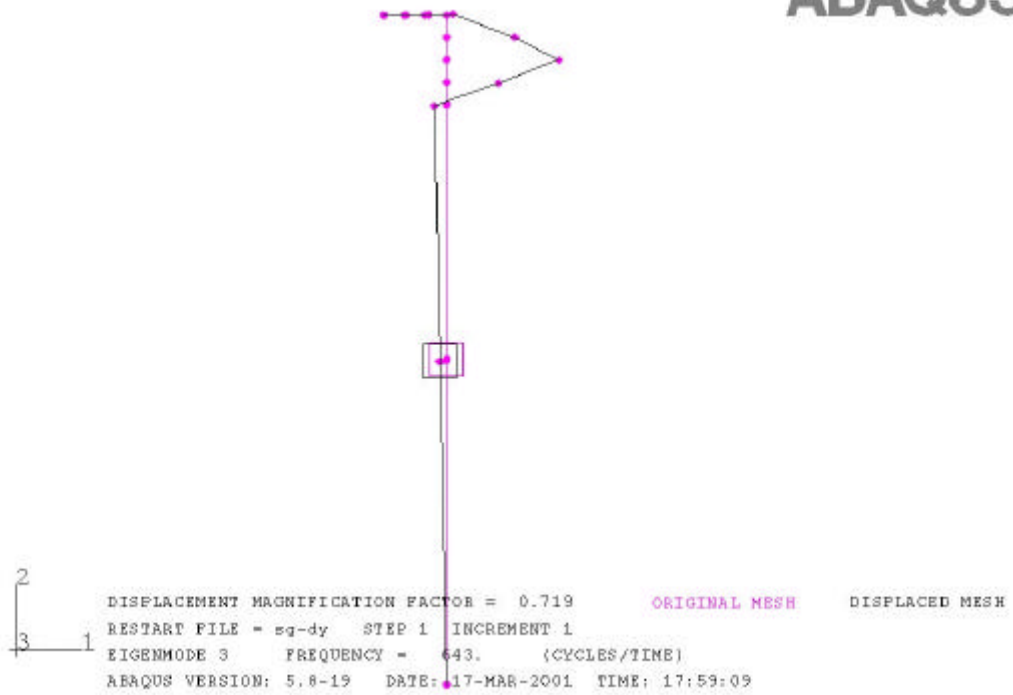 ABAQUS
2
3 1
DISPLACEMENT MAGNIFICATION FACTOR = 0.719 ORIGINAL MESH DISPLACED MESH
RESTART FILE = sg-dy STEP 1 INCREMENT 1
EIGENMODE 3 FREQUENCY = 643. (CYCLES/TIME)
ABAQUS VERSION: 5.8-19 DATE: 17-MAR-2001 TIME: 17:59:09